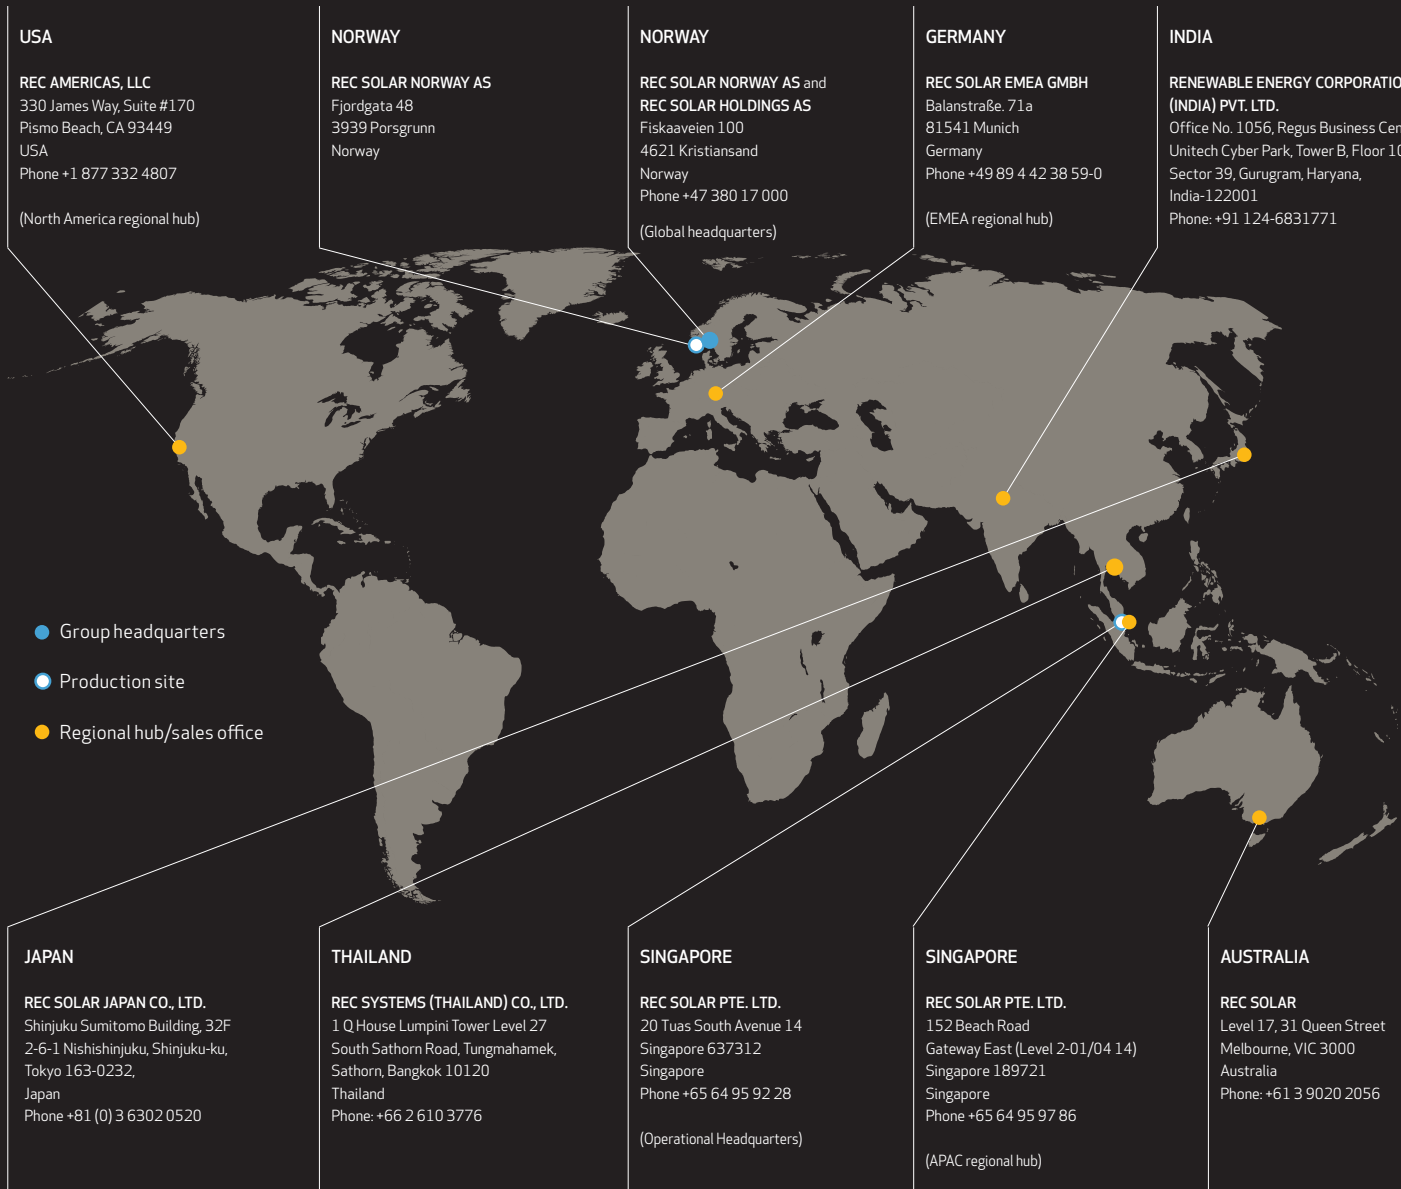 USA
REC AMERICAS, LLC
330 James Way, Suite #170
Pismo Beach, CA 93449
USA
Phone +1 877 332 4807
(North America regional hub)
NORWAY
REC SOLAR NORWAY AS
Fjordgata 48
3939 Porsgrunn
Norway
NORWAY
REC SOLAR NORWAY AS and
REC SOLAR HOLDINGS AS
Fiskaaveien 100
4621 Kristiansand
Norway
Phone +47 380 17 000
(Global headquarters)
GERMANY
REC SOLAR EMEA GMBH
Balanstraße. 71a
81541 Munich
Germany
Phone +49 89 4 42 38 59-0
(EMEA regional hub)
INDIA
RENEWABLE ENERGY
(INDIA) PVT. LTD.
Office No. 1056, Regus Business
Unitech Cyber Park, Tower B, Floor 10
Sector 39, Gurugram, Haryana,
India-122001
Phone: +91 124-6831771
Group headquarters
Production site
Regional hub/sales office
JAPAN
REC SOLAR JAPAN CO., LTD.
Shinjuku Sumitomo Building, 32F
2-6-1 Nishishinjuku, Shinjuku-ku,
Tokyo 163-0232,
Japan
Phone +81 (0) 3 6302 0520
THAILAND
REC SYSTEMS (THAILAND) CO., LTD.
1 Q House Lumpini Tower Level 27
South Sathorn Road, Tungmahamek,
Sathorn, Bangkok 10120
Thailand
Phone: +66 2 610 3776
SINGAPORE
REC SOLAR PTE. LTD.
20 Tuas South Avenue 14
Singapore 637312
Singapore
Phone +65 64 95 92 28
(Operational Headquarters)
SINGAPORE
REC SOLAR PTE. LTD.
152 Beach Road
Gateway East (Level 2-01/04 14)
Singapore 189721
Singapore
Phone +65 64 95 97 86
(APAC regional hub)
AUSTRALIA
REC SOLAR
Level 17, 31 Queen Street
Melbourne, VIC 3000
Australia
Phone: +61 3 9020 2056